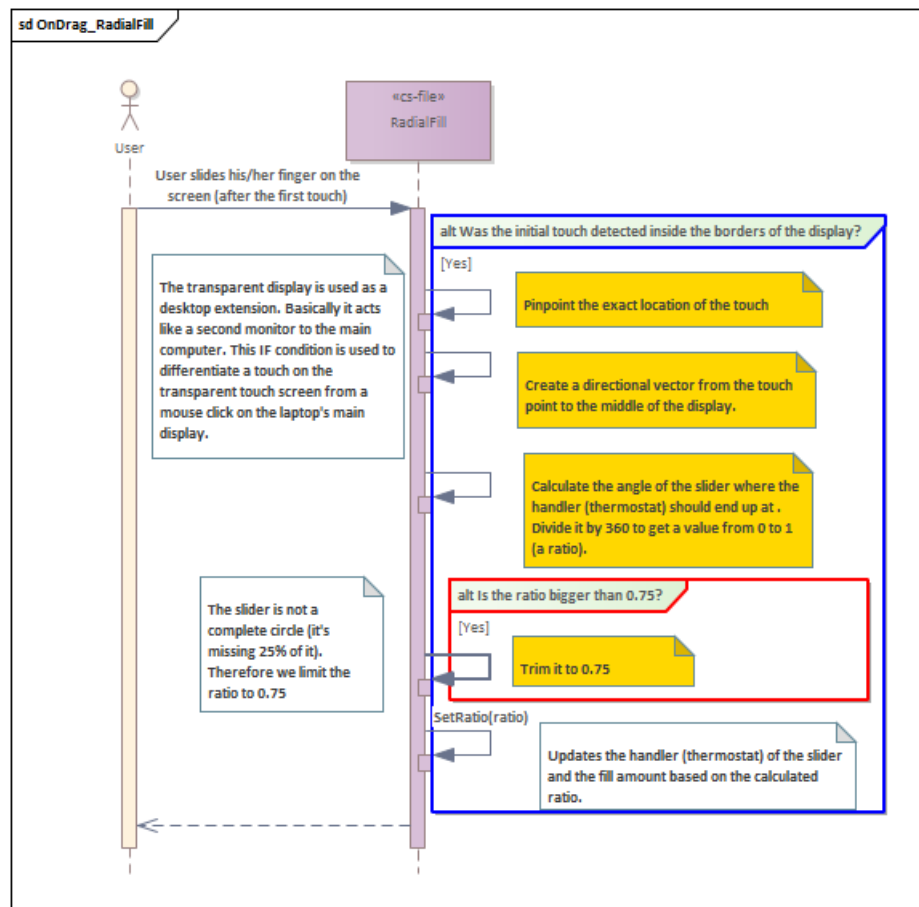 sd OnDrag_RadialFill
«cs-file»
RadialFill
User
User slides his/her finger on the
screen (after the first touch)
alt Was the initial touch detected inside the borders of the display?
[Yes]
The transparent display is used as a
desktop extension. Basically it acts
like a second monitor to the main
computer. This IF condition is used to
differentiate a touch on the
transparent touch screen from a
mouse click on the laptop's main
display.
Pinpoint the exact location of the touch
Create a directional vector from the touch
point to the middle of the display.
Calculate the angle of the slider where the
handler (thermostat) should end up at .
Divide it by 360 to get a value from 0 to 1
(a ratio).
alt Is the ratio bigger than 0.75?
[Yes]
The slider is not a
complete circle (it's
missing 25% of it).
Therefore we limit the
ratio to 0.75
Trim it to 0.75
SetRatio(ratio)
Updates the handler (thermostat) of the slider
and the fill amount based on the calculated
ratio.